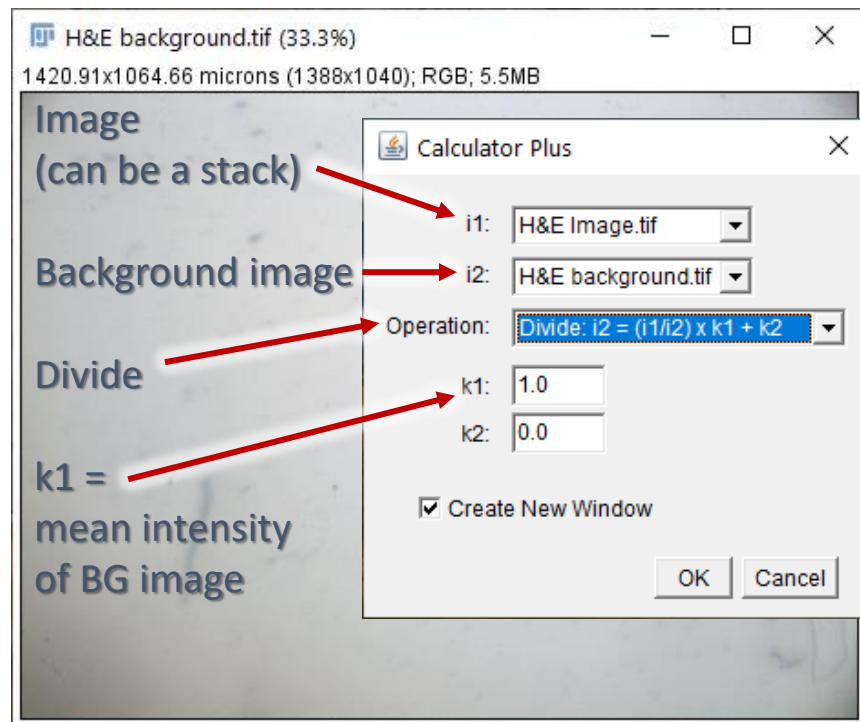 H&E background.tif (33.3%)
1420.91x1064.66 microns (1388x1040); RGB; 5.5MB
Image
(can be a stack)
Background image
Divide
k1 =
mean intensity
of BG image
Calculator Plus
i1: H&E Image.tif
i2: H&E background.tif
Operation: Divide: i2 = (i1/i2) x k1 + k2
k1: 1.0
k2: 0.0
Create New Window
OK Cancel